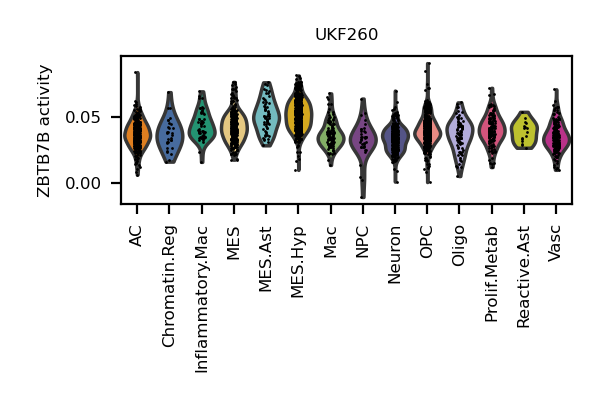 UKF260
ZBTB7B activity
0.05
0.00
AC
Chromatin.Reg
Inflammatory.Mac
MES
MES.Ast
MES.Hyp
Mac
NPC
Neuron
OPC
Oligo
Prolif.Metab
Reactive.Ast
Vasc